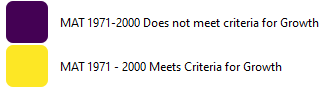 MAT 1971-2000 Does not meet criteria for Growth
MAT 1971 - 2000 Meets Criteria for Growth